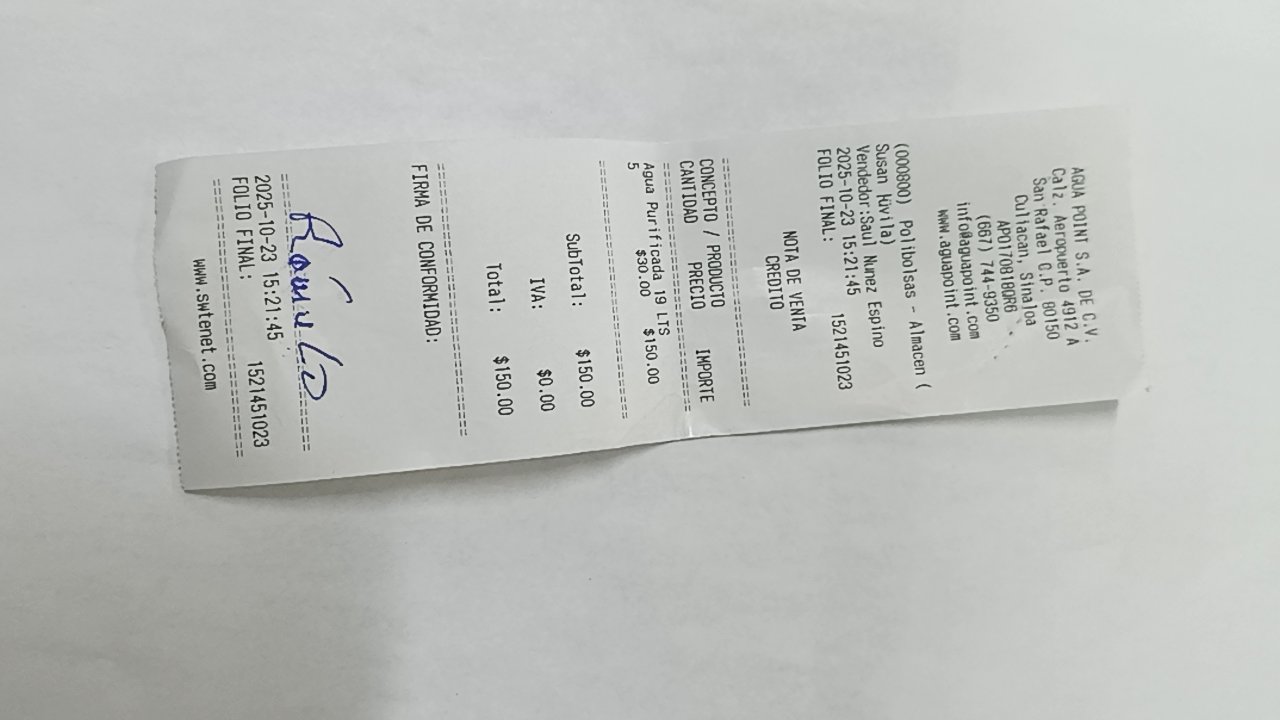 AGUA POINT S.A. DE C.V.
Calz. Aeropuerto 4912 A
San Rafael C.P. 80150
Culiacan, Sinaloa
APO170818QR6
(667) 744-9350
info@aguapoint.com
www.aguapoint.com
(000800) Polibolsas - Almacen (
Susan Huvila)
Vendedor:Saul Nunez Espino
2025-10-23 15:21:45 1521451023
FOLIO FINAL:
NOTA DE VENTA
CREDITO
CONCEPTO / PRODUCTO
CANTIDAD PRECIO IMPORTE
Agua Purificada 19 LTS
5 $30.00 $150.00
SubTotal: $150.00
IVA: $0.00
Total: $150.00
FIRMA DE CONFORMIDAD:
2025-10-23 15:21:45
FOLIO FINAL: 1521451023
www.swtenet.com